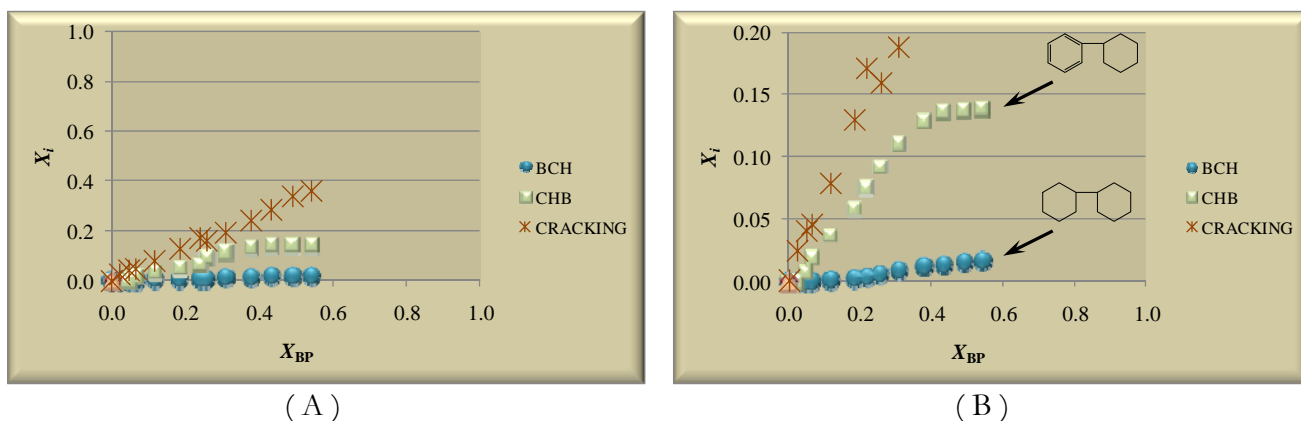 1.0
0.8
0.6
0.4
0.2
0.0
X_i
0.0 0.2 0.4 0.6 0.8 1.0
X_BP
BCH
CHB
CRACKING
( A )
0.20
0.15
0.10
0.05
0.00
X_i
0.0 0.2 0.4 0.6 0.8 1.0
X_BP
BCH
CHB
CRACKING
( B )